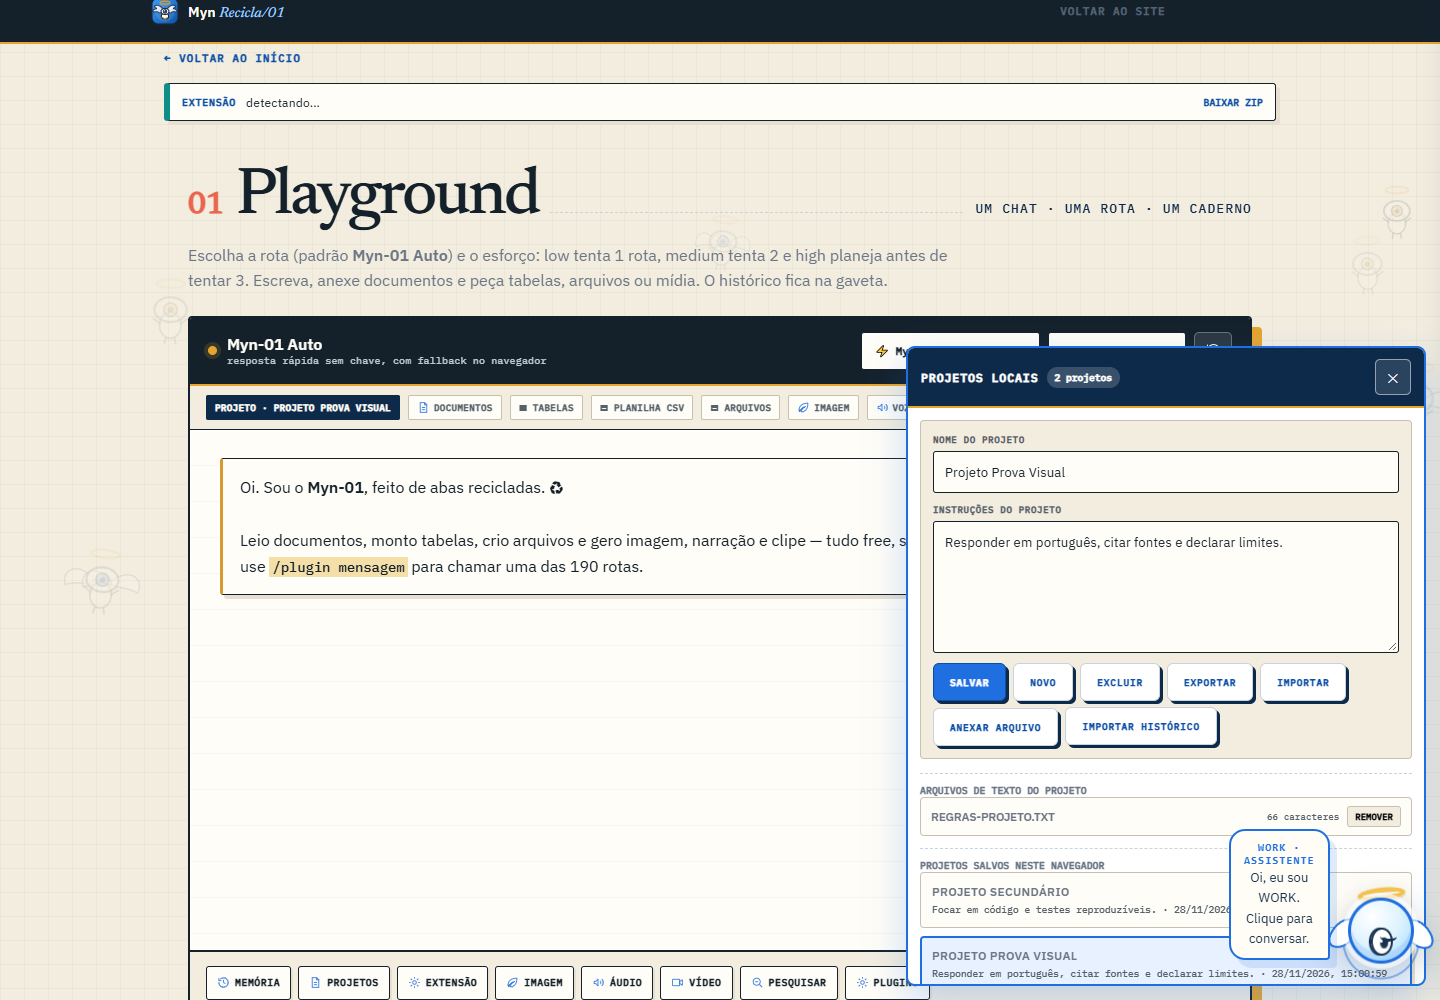 Myn Recicla/01
VOLTAR AO SITE
← VOLTAR AO INÍCIO
EXTENSÃO detectando...
BAIXAR ZIP
01 Playground
UM CHAT · UMA ROTA · UM CADERNO
Escolha a rota (padrão Myn-01 Auto) e o esforço: low tenta 1 rota, medium tenta 2 e high planeja antes de
tentar 3. Escreva, anexe documentos e peça tabelas, arquivos ou mídia. O histórico fica na gaveta.
Myn-01 Auto
resposta rápida sem chave, com fallback no navegador
PROJETO · PROJETO PROVA VISUAL
DOCUMENTOS
TABELAS
PLANILHA CSV
ARQUIVOS
IMAGEM
Oi. Sou o Myn-01, feito de abas recicladas. ♻
Leio documentos, monto tabelas, crio arquivos e gero imagem, narração e clipe — tudo free, s
use /plugin mensagem para chamar uma das 190 rotas.
MEMÓRIA
PROJETOS
EXTENSÃO
IMAGEM
ÁUDIO
VÍDEO
PESQUISAR
PLUGIN
PROJETOS LOCAIS 2 projetos
NOME DO PROJETO
Projeto Prova Visual
INSTRUÇÕES DO PROJETO
Responder em português, citar fontes e declarar limites.
SALVAR
NOVO
EXCLUIR
EXPORTAR
IMPORTAR
ANEXAR ARQUIVO
IMPORTAR HISTÓRICO
ARQUIVOS DE TEXTO DO PROJETO
REGRAS-PROJETO.TXT
66 caracteres
REMOVER
PROJETOS SALVOS NESTE NAVEGADOR
PROJETO SECUNDÁRIO
Focar em código e testes reproduzíveis. · 28/11/2026
PROJETO PROVA VISUAL
Responder em português, citar fontes e declarar limites. · 28/11/2026, 15:00:59
WORK ·
ASSISTENTE
Oi, eu sou
WORK.
Clique para
conversar.